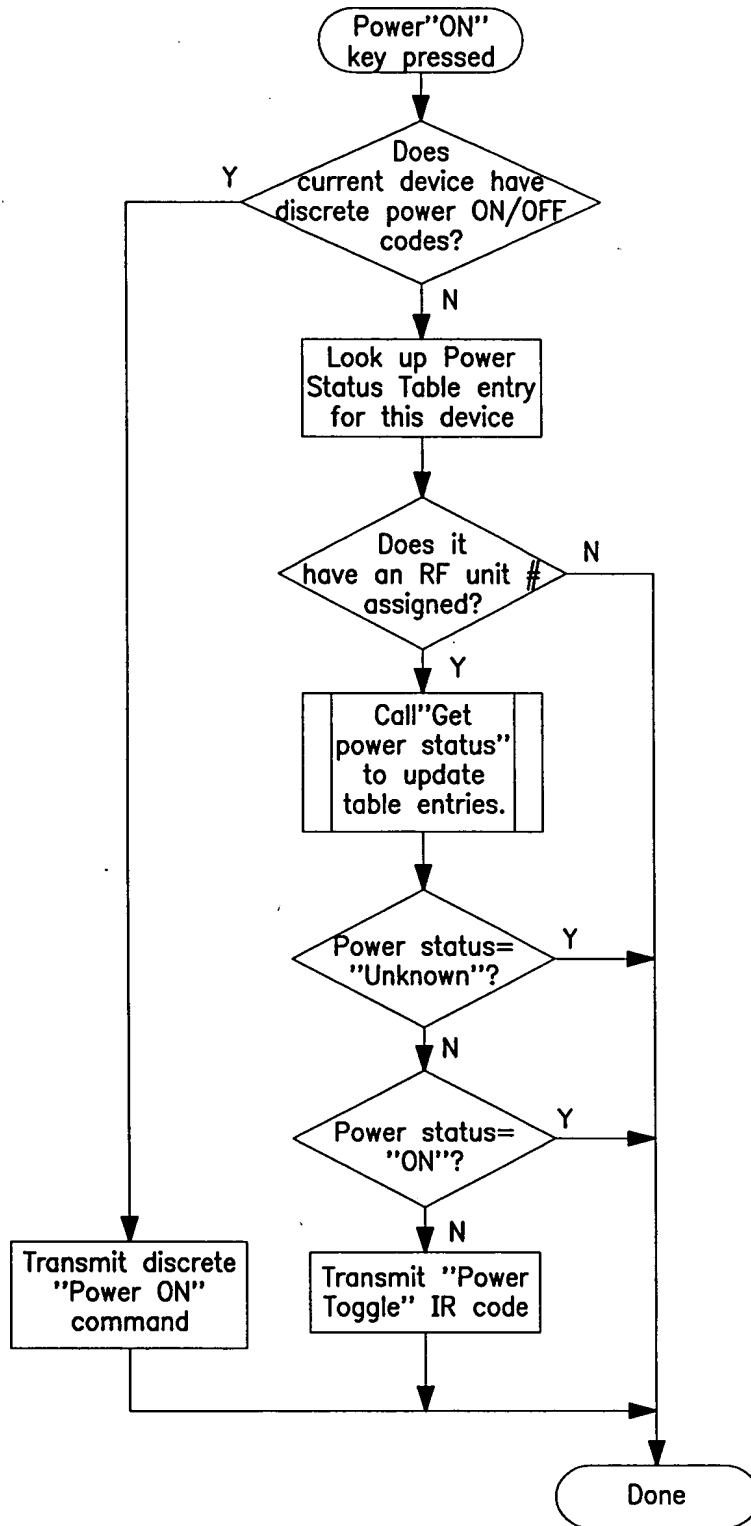 Power"ON"
key pressed
Does
current device have
discrete power ON/OFF
codes?
Y
N
Look up Power
Status Table entry
for this device
Does it
have an RF unit #
assigned?
N
Y
Call"Get
power status"
to update
table entries.
Power status=
"Unknown"?
Y
N
Power status=
"ON"?
Y
N
Transmit discrete
"Power ON"
command
Transmit "Power
Toggle" IR code
Done